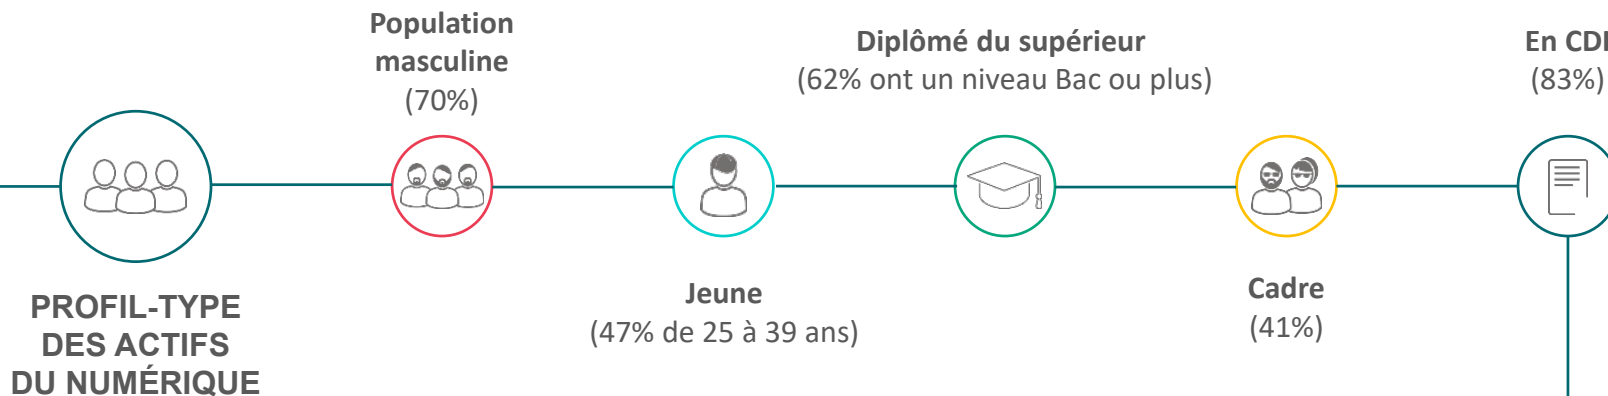 PROFIL-TYPE
DES ACTIFS
DU NUMÉRIQUE
Population
masculine
(70%)
Jeune
(47% de 25 à 39 ans)
Diplômé du supérieur
(62% ont un niveau Bac ou plus)
Cadre
(41%)
En CDI
(83%)